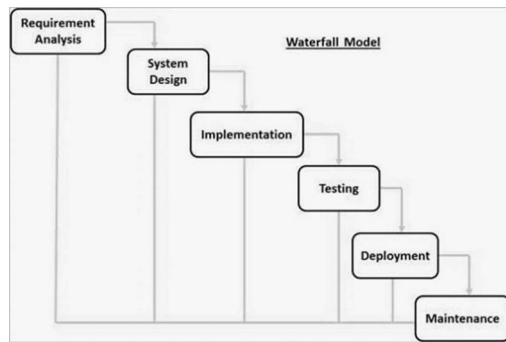 Requirement
Analysis
Waterfall Model
System
Design
Implementation
Testing
Deployment
Maintenance